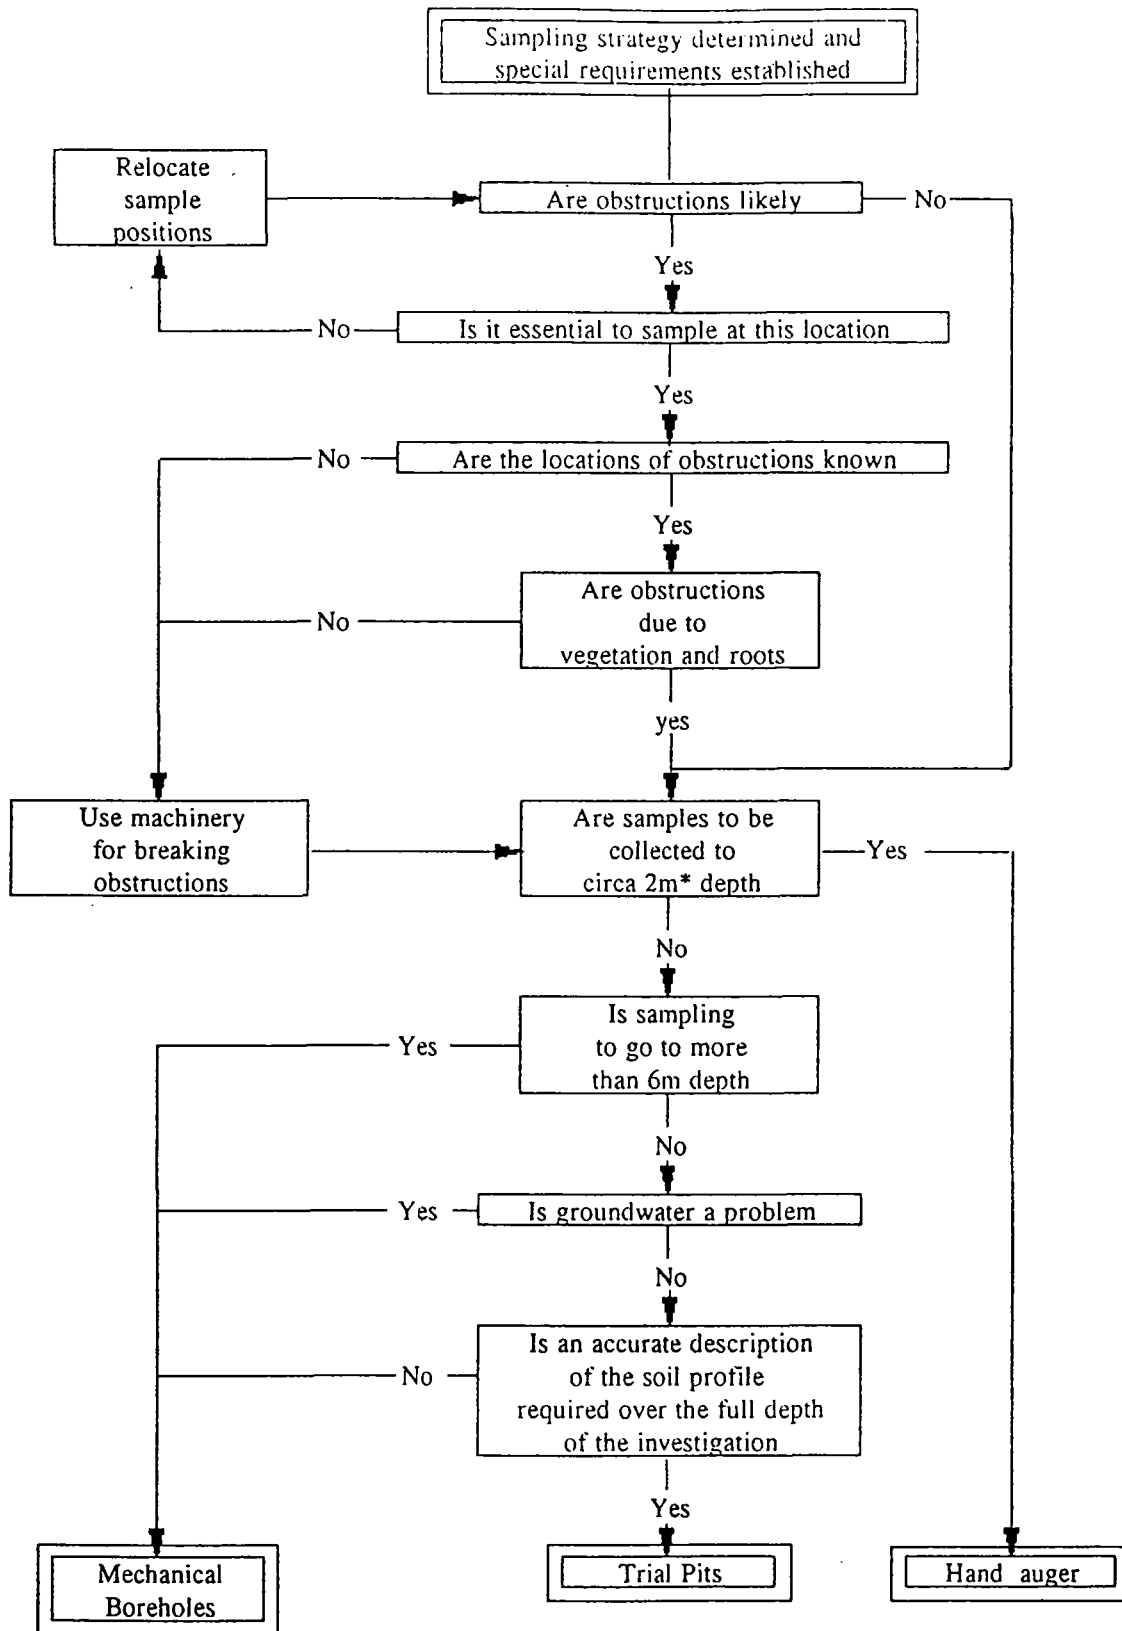 Sampling strategy determined and
special requirements established
Relocate
sample
positions
Are obstructions likely
No
Yes
No
Is it essential to sample at this location
Yes
No
Are the locations of obstructions known
Yes
Are obstructions
due to
vegetation and roots
No
yes
Use machinery
for breaking
obstructions
Are samples to be
collected to
circa 2m* depth
Yes
No
Is sampling
to go to more
than 6m depth
Yes
No
Yes
Is groundwater a problem
No
Is an accurate description
of the soil profile
required over the full depth
of the investigation
No
Yes
Mechanical
Boreholes
Trial Pits
Hand auger